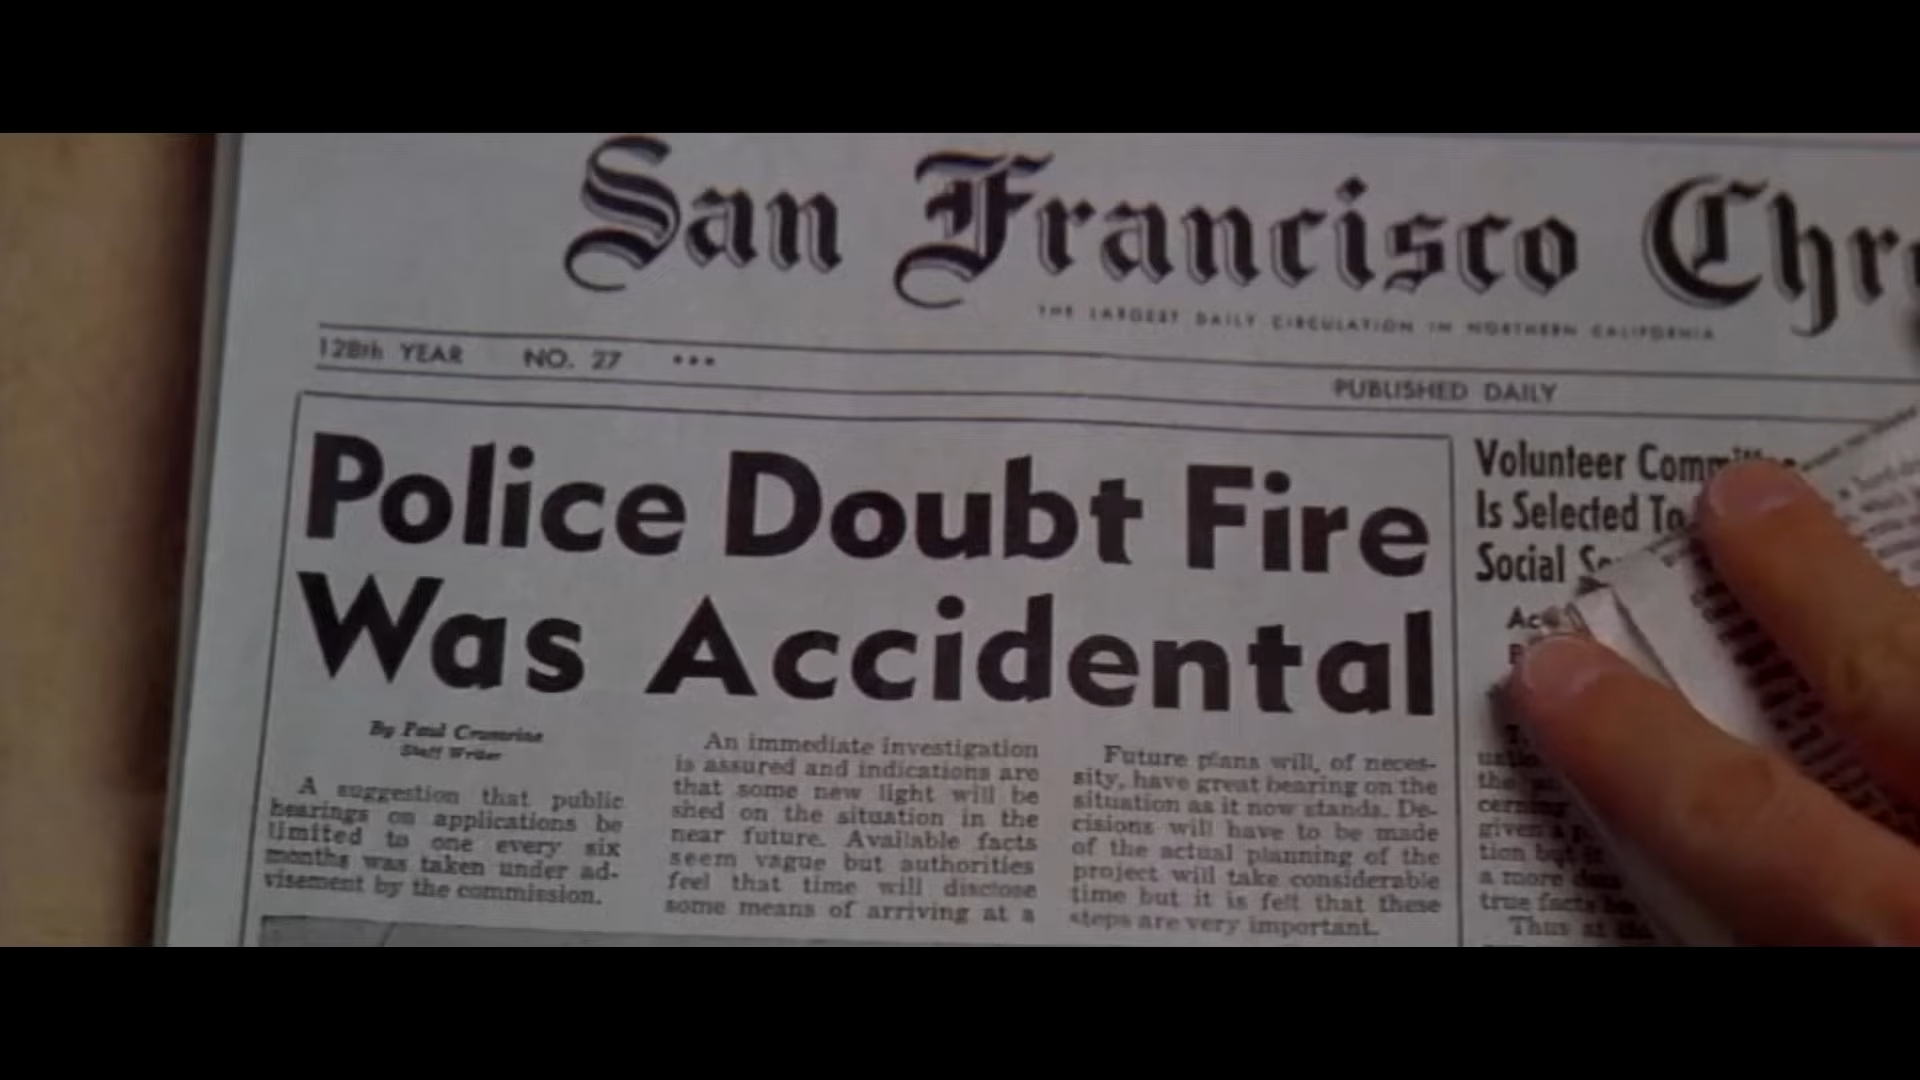 San Francisco Chro
THE LARGEST DAILY CIRCULATION IN NORTHERN CALIFORNIA
128th YEAR NO. 27 •••
PUBLISHED DAILY
Police Doubt Fire
Was Accidental
By Paul Crumrine
Staff Writer
A suggestion that public
hearings on applications be
limited to one every six
months was taken under ad-
visement by the commission.
An immediate investigation
is assured and indications are
that some new light will be
shed on the situation in the
near future. Available facts
seem vague but authorities
feel that time will disclose
some means of arriving at a
Future plans will, of neces-
sity, have great bearing on the
situation as it now stands. De-
cisions will have to be made
of the actual planning of the
project will take considerable
time but it is felt that these
steps are very important.
Volunteer
Is Selected To
Social
given a
a more
true facts
Thus at